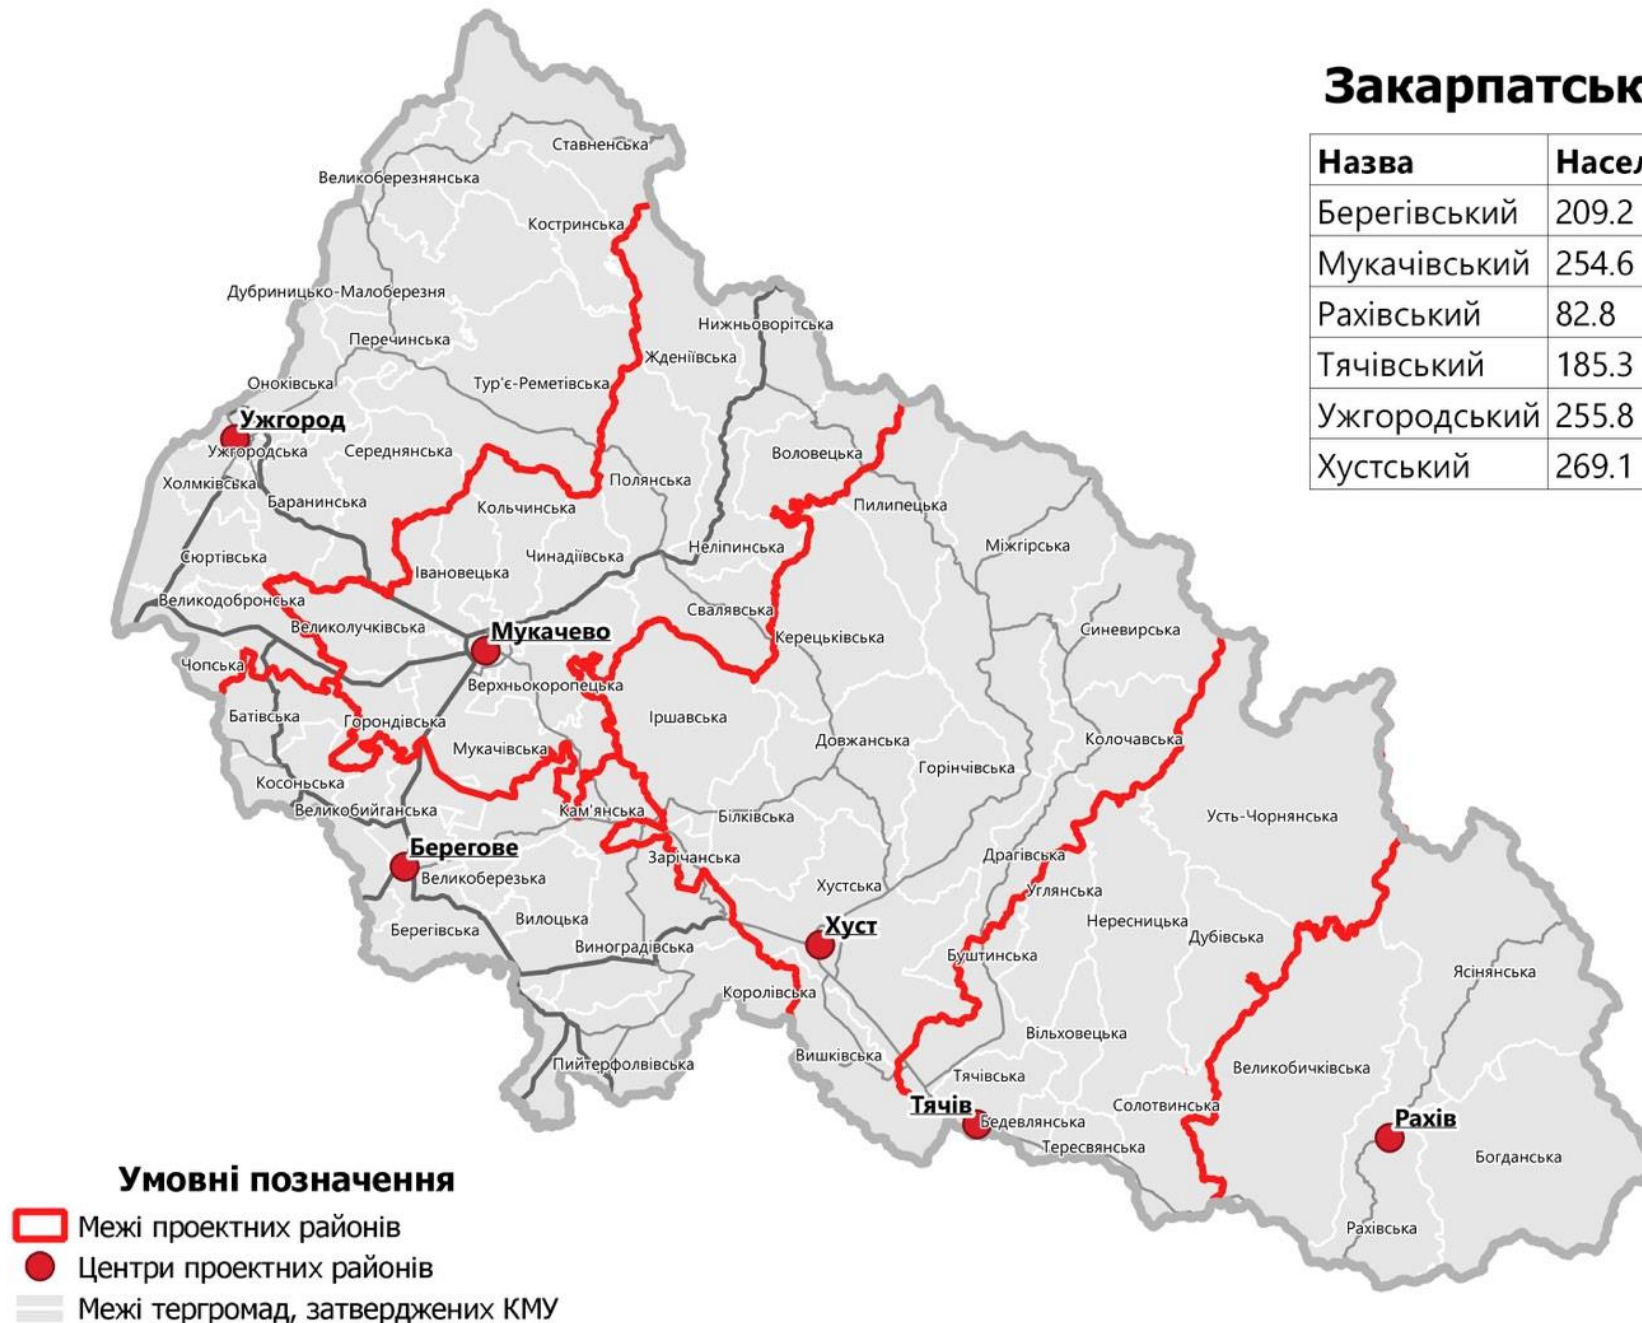 Закарпатськ
Назва Насел
Берегівський 209.2
Мукачівський 254.6
Рахівський 82.8
Тячівський 185.3
Ужгородський 255.8
Хустський 269.1
Ставненська
Великоберезнянська
Костринська
Дубриницько-Малоберезня
Нижньоворітська
Перечинська
Жденіївська
Оноківська
Тур'є-Реметівська
Ужгород
Ужгородська
Середнянська
Воловецька
Холмківська
Полянська
Баранинська
Кольчинська
Пилипецька
Сюртівська
Чинадіївська
Неліпинська
Міжгірська
Івановецька
Великодобронська
Свалявська
Великолучківська
Мукачево
Керецьківська
Синевирська
Чопська
Верхньокоропецька
Батівська
Горондівська
Іршавська
Мукачівська
Довжанська
Колочавська
Горінчівська
Косоньська
Великобийганська
Кам'янська
Білківська
Усть-Чорнянська
Берегове
Зарічанська
Драгівська
Великоберезька
Хустська
Углянська
Вилоцька
Нересницька
Берегівська
Хуст
Дубівська
Виноградівська
Буштинська
Ясінянська
Королівська
Вільховецька
Вишківська
Пийтерфолвівська
Великобичківська
Тячівська
Тячів
Солотвинська
Бедевлянська
Рахів
Тересвянська
Богданська
Рахівська
Умовні позначення
Межі проектних районів
Центри проектних районів
Межі тергромад, затверджених КМУ